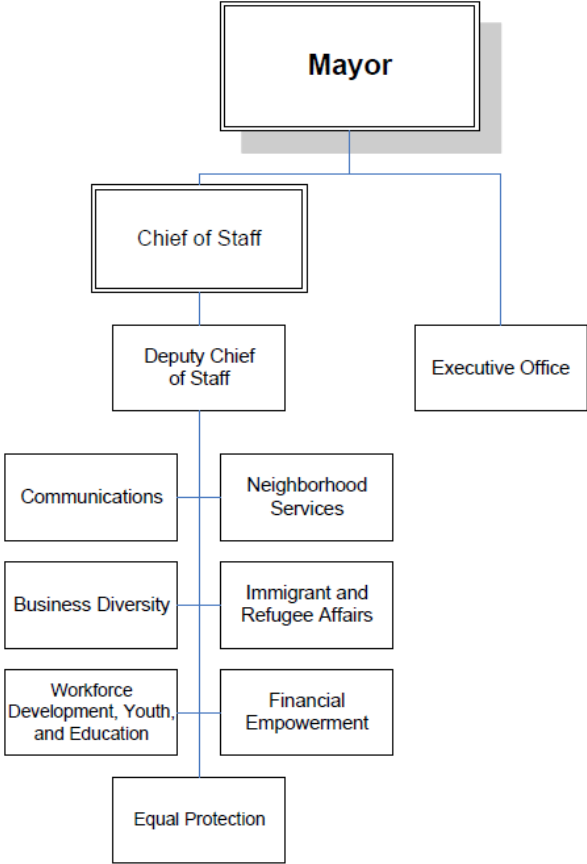 Mayor
Chief of Staff
Deputy Chief
of Staff
Executive Office
Communications
Neighborhood
Services
Business Diversity
Immigrant and
Refugee Affairs
Workforce
Development, Youth,
and Education
Financial
Empowerment
Equal Protection